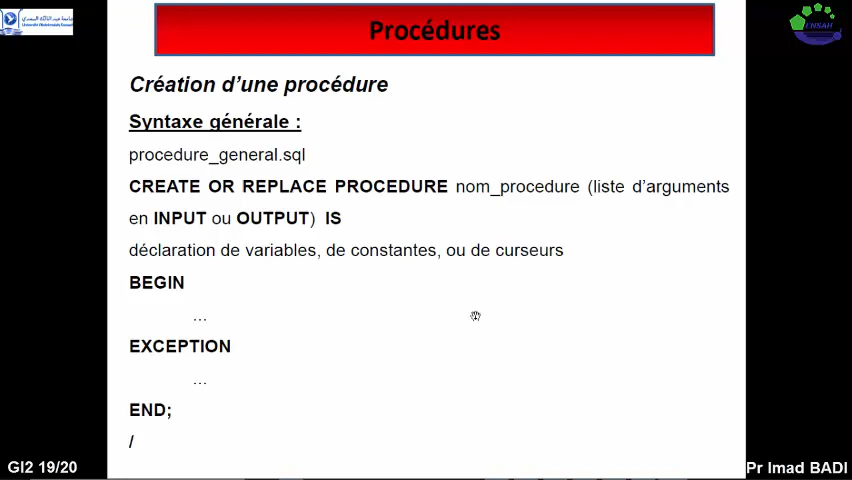 Procédures
ENSAH
Création d'une procédure
Syntaxe générale :
procedure_general.sql
CREATE OR REPLACE PROCEDURE nom_procedure (liste d'arguments
en INPUT ou OUTPUT) IS
déclaration de variables, de constantes, ou de curseurs
BEGIN
...
EXCEPTION
...
END;
/
GI2 19/20
Pr Imad BADI